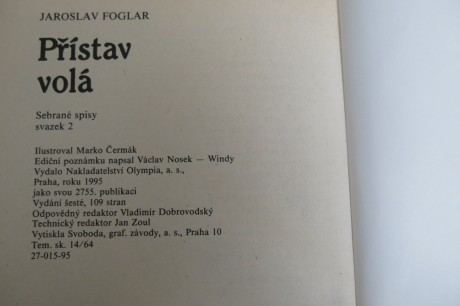 JAROSLAV FOGLAR
Přístav
volá
Sebrané spisy
svazek 2
Ilustroval Marko Čermák
Ediční poznámku napsal Václav Nosek — Windy
Vydalo Nakladatelství Olympia, a. s.,
Praha, roku 1995
jako svou 2755. publikaci
Vydání šesté, 109 stran
Odpovědný redaktor Vladimír Dobrovodský
Technický redaktor Jan Zoul
Vytiskla Svoboda, graf. závody, a. s., Praha 10
Tem. sk. 14/64
27-015-95